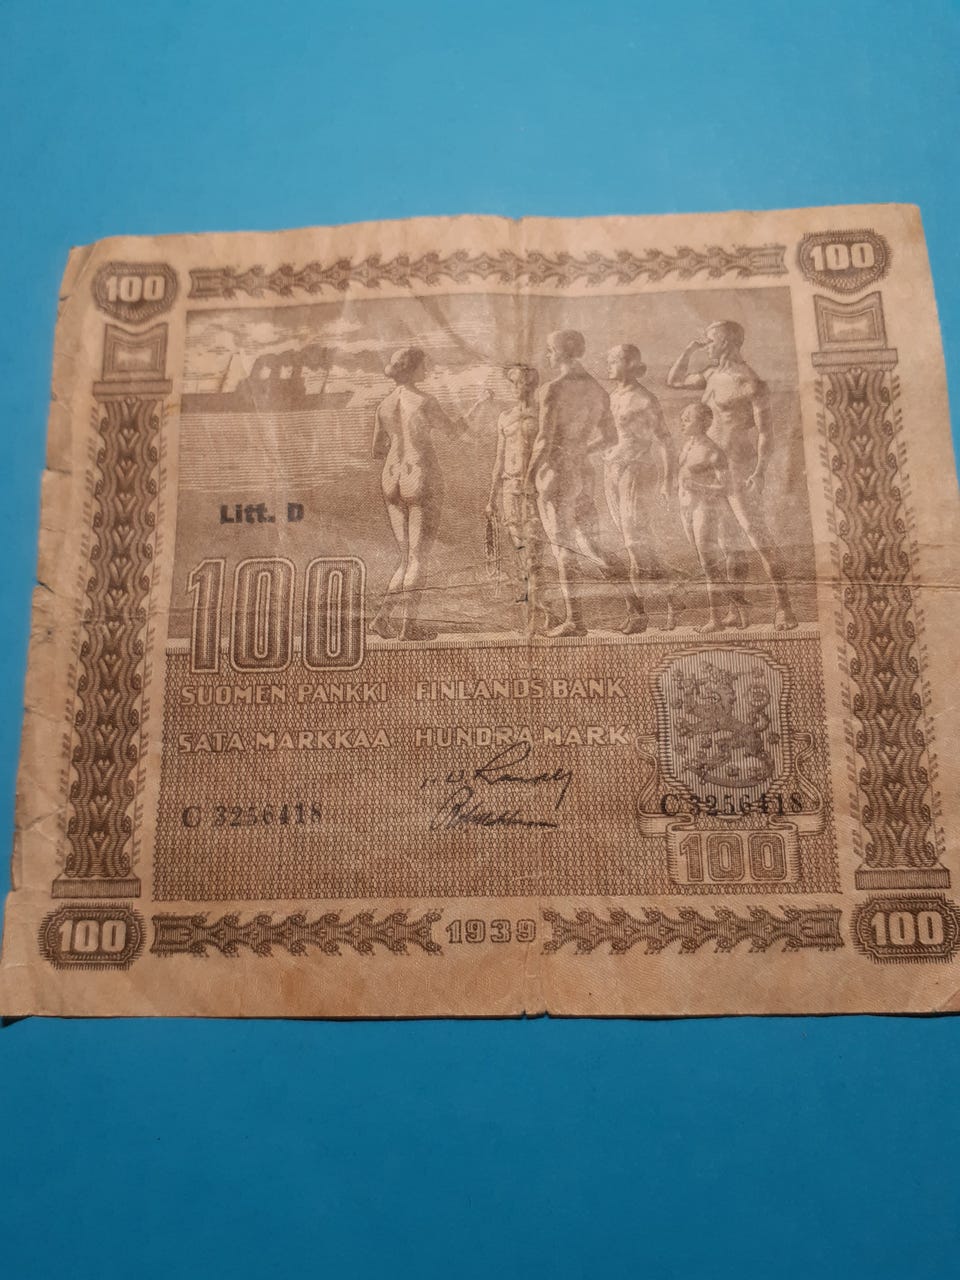 100 100
Litt. D
100
SUOMEN PANKKI FINLANDS BANK
SATA MARKKAA HUNDRA MARK
C 3256418 C 3256418
100
100 1939 100